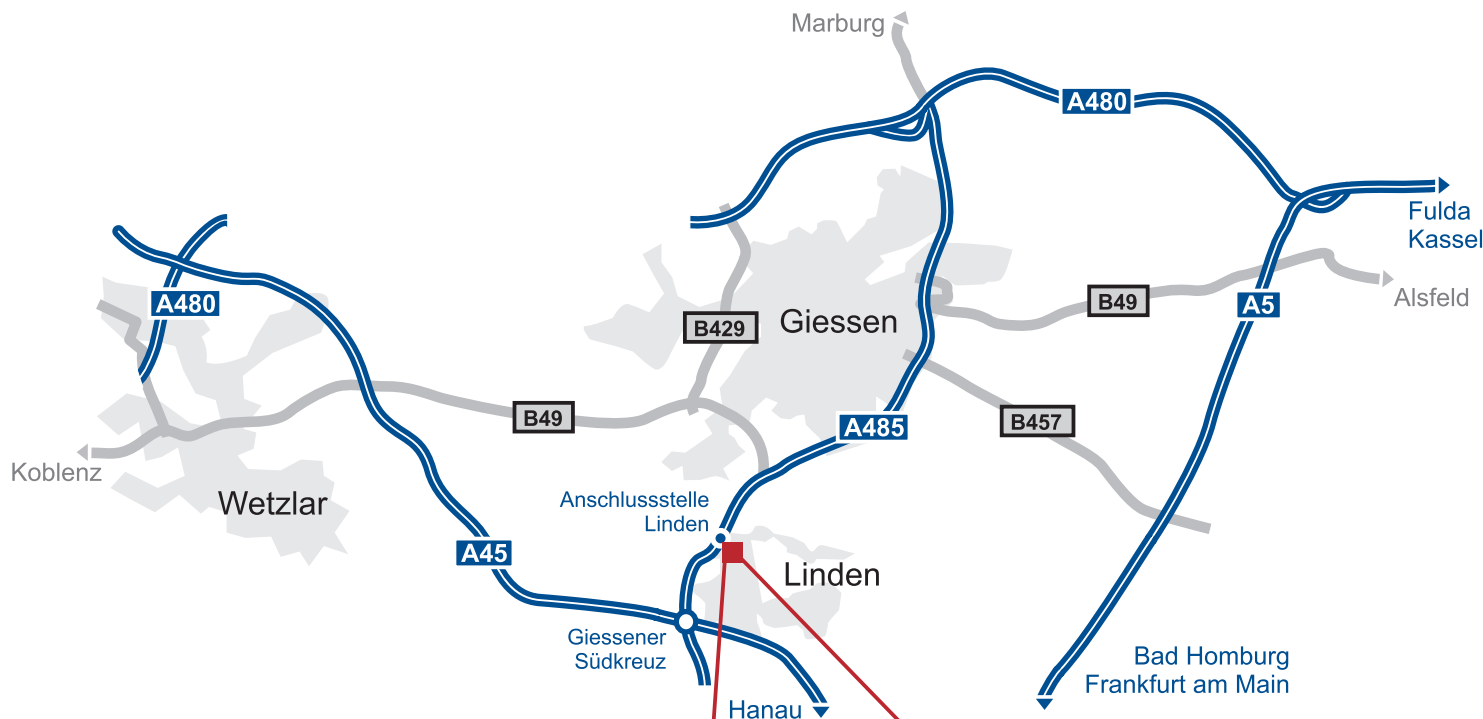 Marburg
A480
Fulda
Kassel
A480
B49
A5
Alsfeld
B429
Giessen
B49
A485
B457
Koblenz
Wetzlar
Anschlussstelle
Linden
A45
Linden
Giessener
Südkreuz
Bad Homburg
Frankfurt am Main
Hanau